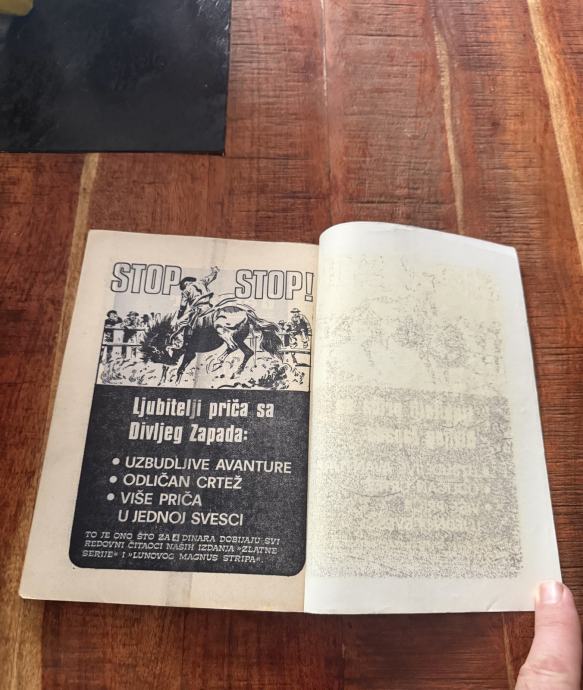 STOP STOP!
Ljubitelji priča sa
Divljeg Zapada:
• UZBUDLJIVE AVANTURE
• ODLIČAN CRTEŽ
• VIŠE PRIČA
U JEDNOJ SVESCI
TO JE ONO ŠTO ZA 4 DINARA DOBIJAJU SVI
REDOVNI ČITAOCI NAŠIH IZDANJA »ZLATNE
SERIJE« I »LUNOVOG MAGNUS STRIPA«.